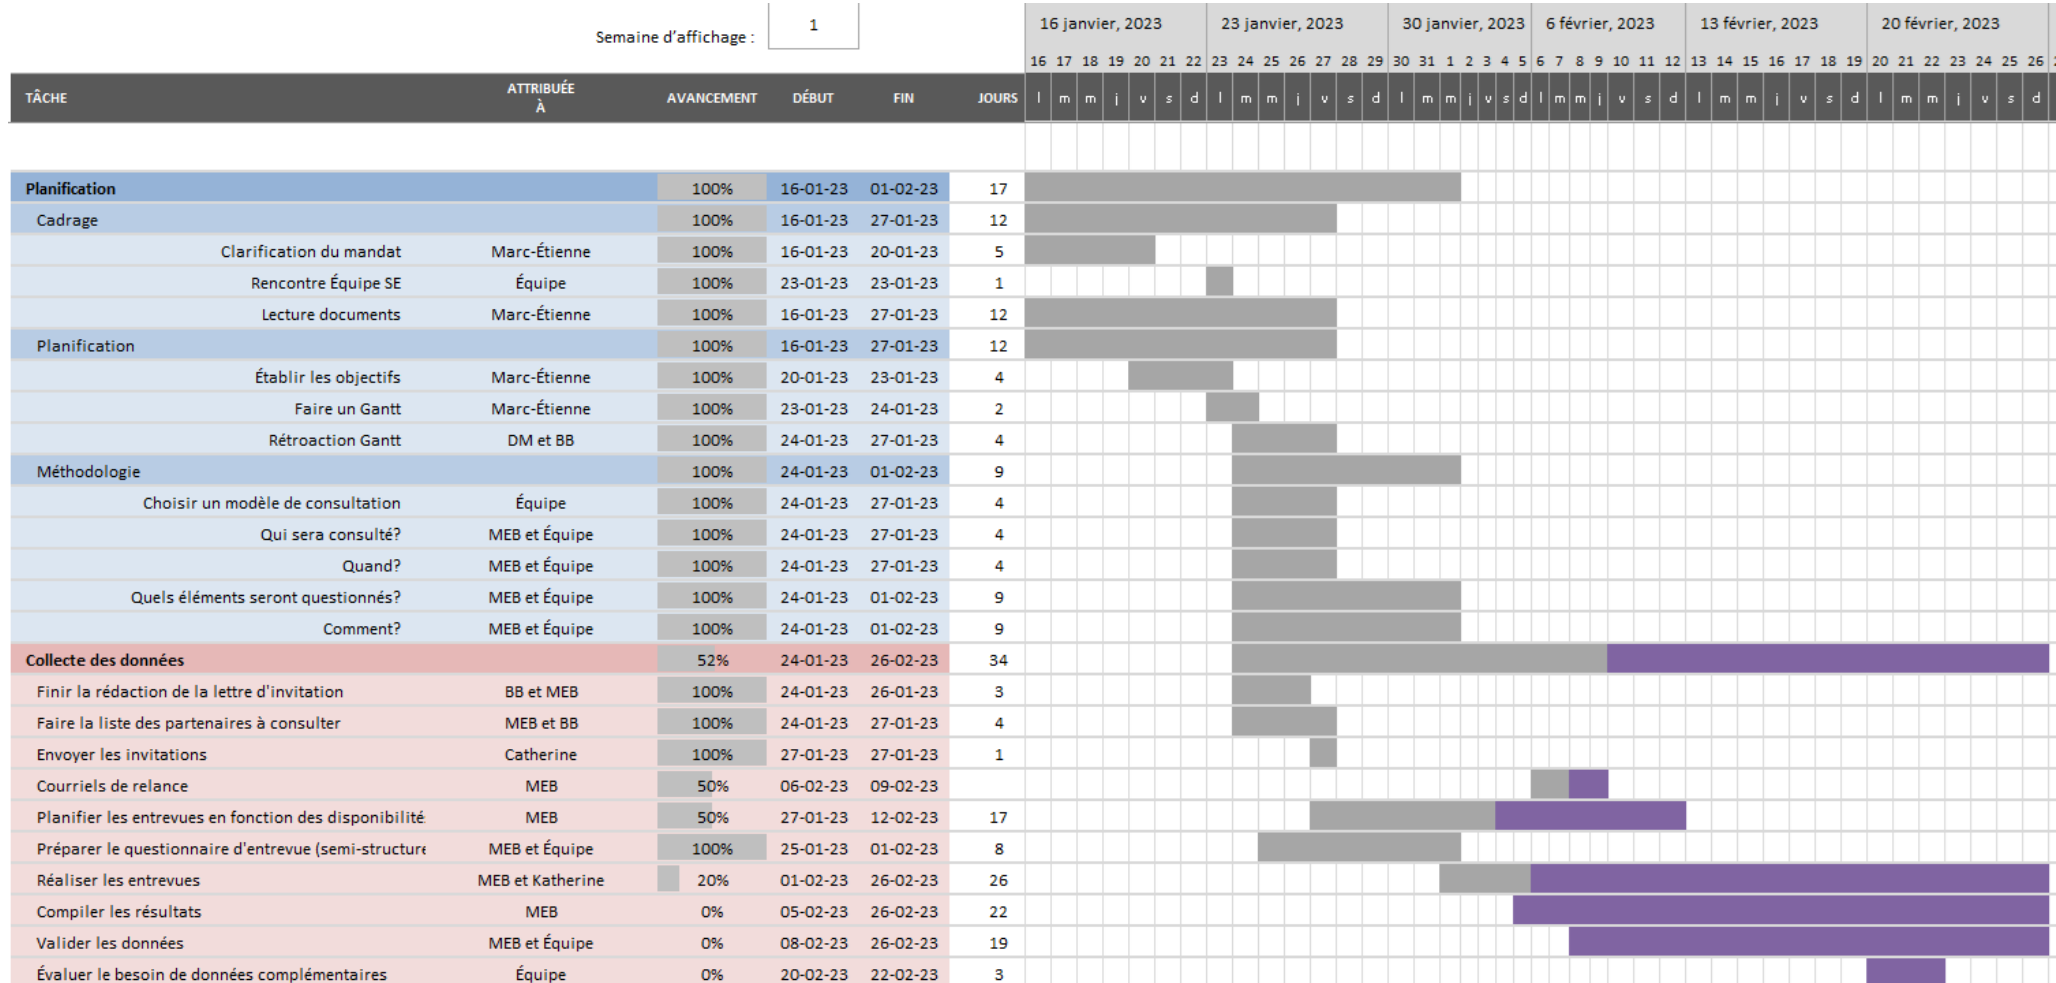 Semaine d'affichage : 1
16 janvier, 2023 23 janvier, 2023 30 janvier, 2023 6 février, 2023 13 février, 2023 20 février, 2023
16 17 18 19 20 21 22 23 24 25 26 27 28 29 30 31 1 2 3 4 5 6 7 8 9 10 11 12 13 14 15 16 17 18 19 20 21 22 23 24 25 26
TÂCHE ATTRIBUÉE À AVANCEMENT DÉBUT FIN JOURS l m m j v s d l m m j v s d l m m j v s d l m m j v s d l m m j v s d l m m j v s d
Planification 100% 16-01-23 01-02-23 17
Cadrage 100% 16-01-23 27-01-23 12
Clarification du mandat Marc-Étienne 100% 16-01-23 20-01-23 5
Rencontre Équipe SE Équipe 100% 23-01-23 23-01-23 1
Lecture documents Marc-Étienne 100% 16-01-23 27-01-23 12
Planification 100% 16-01-23 27-01-23 12
Établir les objectifs Marc-Étienne 100% 20-01-23 23-01-23 4
Faire un Gantt Marc-Étienne 100% 23-01-23 24-01-23 2
Rétroaction Gantt DM et BB 100% 24-01-23 27-01-23 4
Méthodologie 100% 24-01-23 01-02-23 9
Choisir un modèle de consultation Équipe 100% 24-01-23 27-01-23 4
Qui sera consulté? MEB et Équipe 100% 24-01-23 27-01-23 4
Quand? MEB et Équipe 100% 24-01-23 27-01-23 4
Quels éléments seront questionnés? MEB et Équipe 100% 24-01-23 01-02-23 9
Comment? MEB et Équipe 100% 24-01-23 01-02-23 9
Collecte des données 52% 24-01-23 26-02-23 34
Finir la rédaction de la lettre d'invitation BB et MEB 100% 24-01-23 26-01-23 3
Faire la liste des partenaires à consulter MEB et BB 100% 24-01-23 27-01-23 4
Envoyer les invitations Catherine 100% 27-01-23 27-01-23 1
Courriels de relance MEB 50% 06-02-23 09-02-23
Planifier les entrevues en fonction des disponibilité MEB 50% 27-01-23 12-02-23 17
Préparer le questionnaire d'entrevue (semi-structure MEB et Équipe 100% 25-01-23 01-02-23 8
Réaliser les entrevues MEB et Katherine 20% 01-02-23 26-02-23 26
Compiler les résultats MEB 0% 05-02-23 26-02-23 22
Valider les données MEB et Équipe 0% 08-02-23 26-02-23 19
Évaluer le besoin de données complémentaires Équipe 0% 20-02-23 22-02-23 3